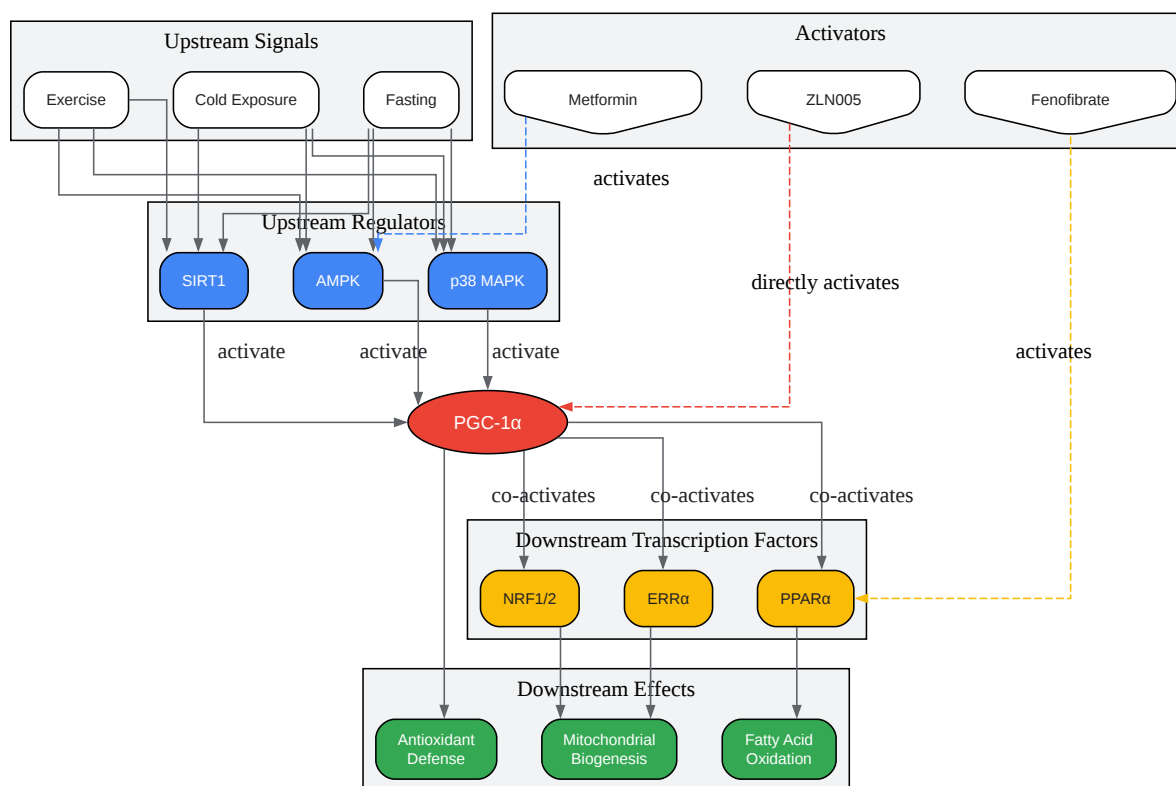 Upstream Signals
Activators
Exercise
Cold Exposure
Fasting
Metformin
ZLN005
Fenofibrate
activates
Upstream Regulators
SIRT1
AMPK
p38 MAPK
directly activates
activate
activate
activate
activates
PGC-1α
co-activates
co-activates
co-activates
Downstream Transcription Factors
NRF1/2
ERRα
PPARα
Downstream Effects
Antioxidant
Defense
Mitochondrial
Biogenesis
Fatty Acid
Oxidation